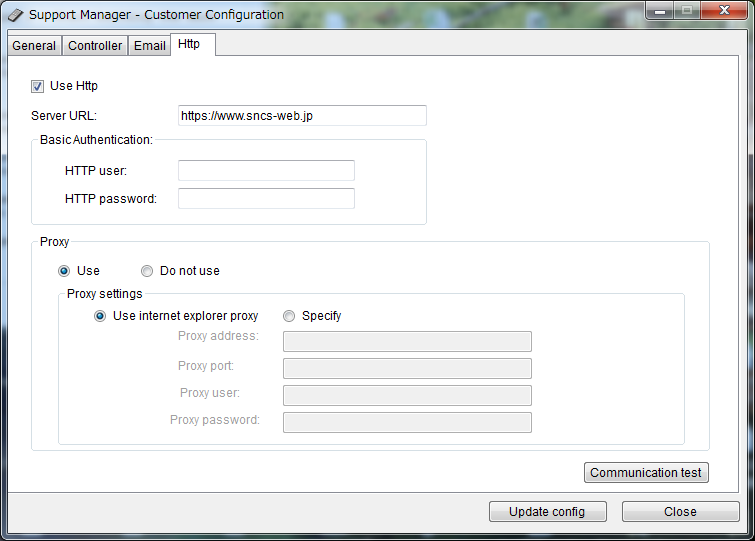 Support Manager - Customer Configuration
General Controller Email Http
Use Http
Server URL: https://www.sncs-web.jp
Basic Authentication:
HTTP user:
HTTP password:
Proxy
Use Do not use
Proxy settings
Use internet explorer proxy Specify
Proxy address:
Proxy port:
Proxy user:
Proxy password:
Communication test
Update config Close